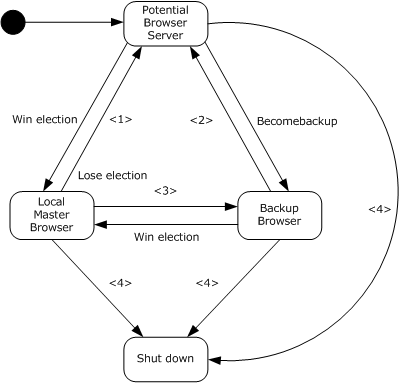 Potential
Browser
Server
Win election
<1>
<2>
Becomebackup
Lose election
<3>
Local
Master
Browser
Backup
Browser
<4>
Win election
<4>
<4>
Shut down